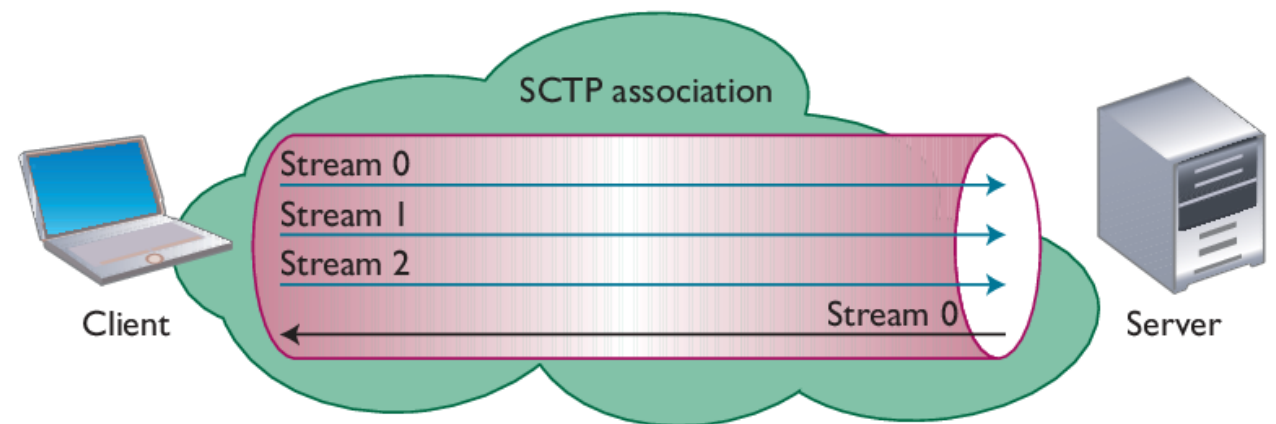 SCTP association
Stream 0
Stream 1
Stream 2
Stream 0
Client
Server